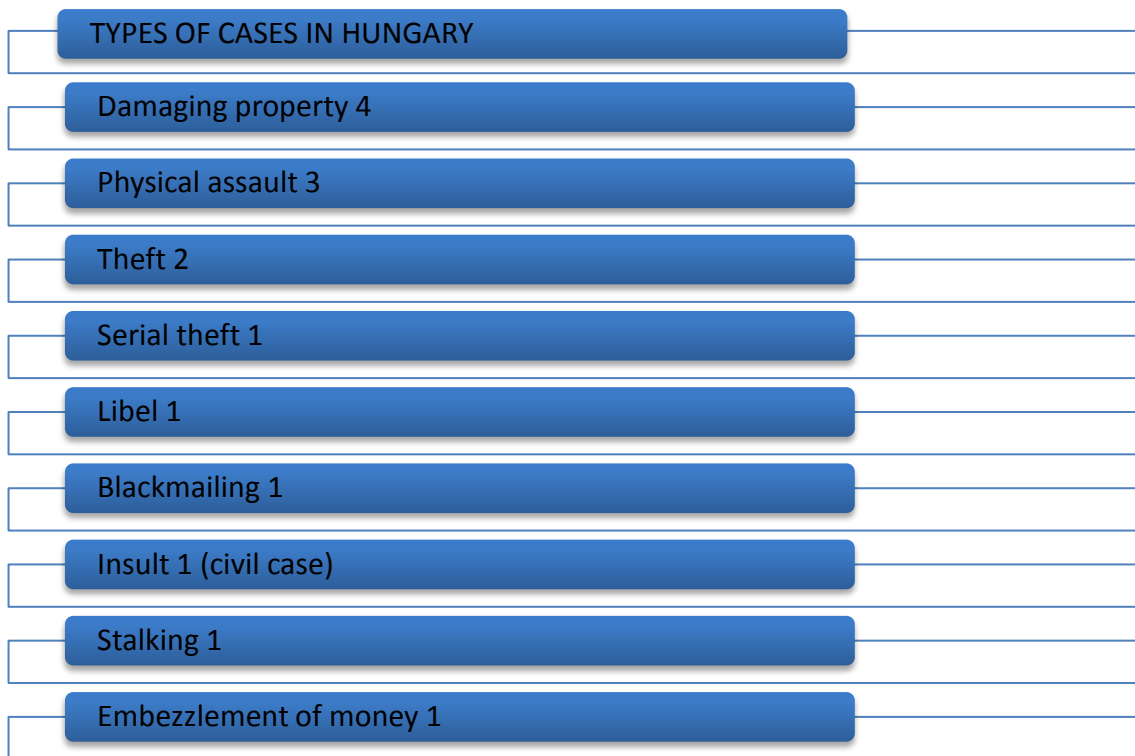 TYPES OF CASES IN HUNGARY
Damaging property 4
Physical assault 3
Theft 2
Serial theft 1
Libel 1
Blackmailing 1
Insult 1 (civil case)
Stalking 1
Embezzlement of money 1